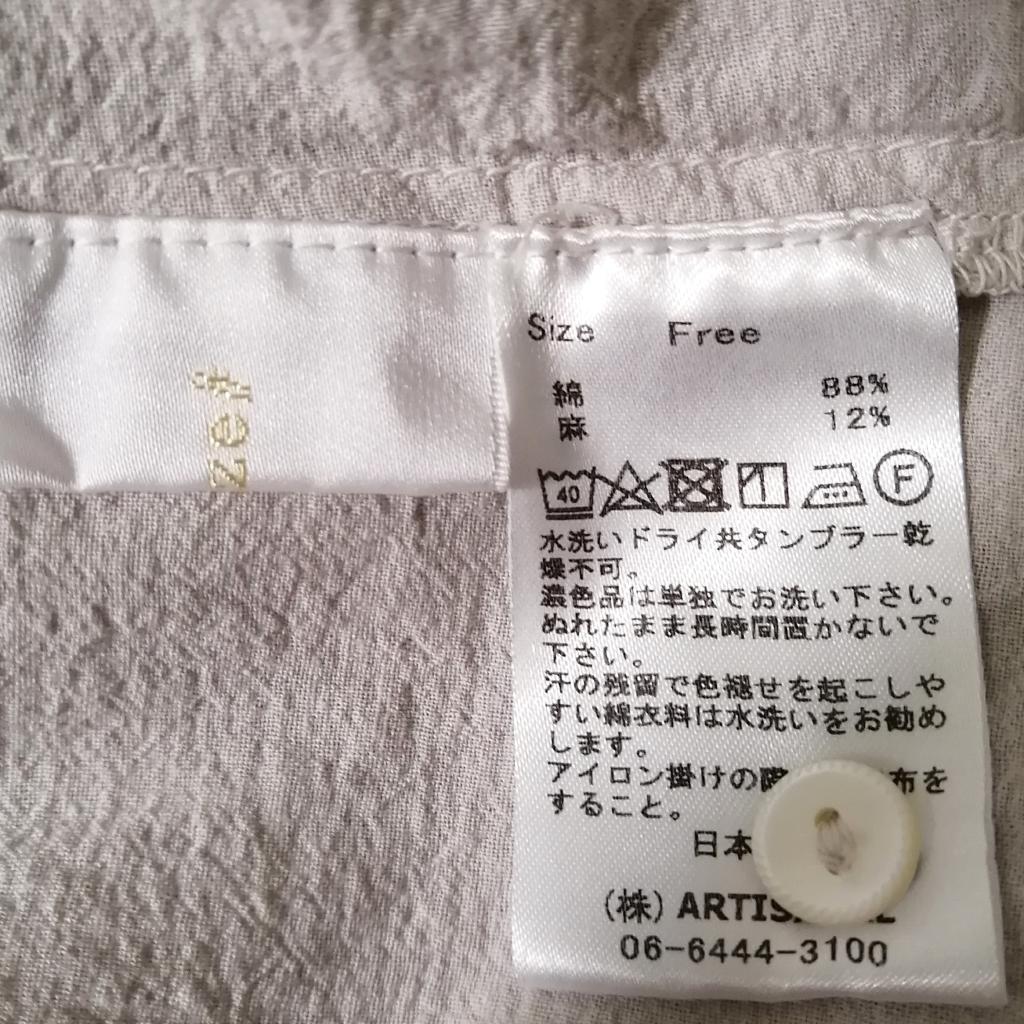 Size Free
綿 88%
麻 12%
40 F
水洗いドライ共タンブラー乾
燥不可。
濃色品は単独でお洗い下さい。
ぬれたまま長時間置かないで
下さい。
汗の残留で色褪せを起こしや
すい綿衣料は水洗いをお勧め
します。
アイロン掛けの際 布を
すること。
日本
(株) ARTIS
06-6444-3100